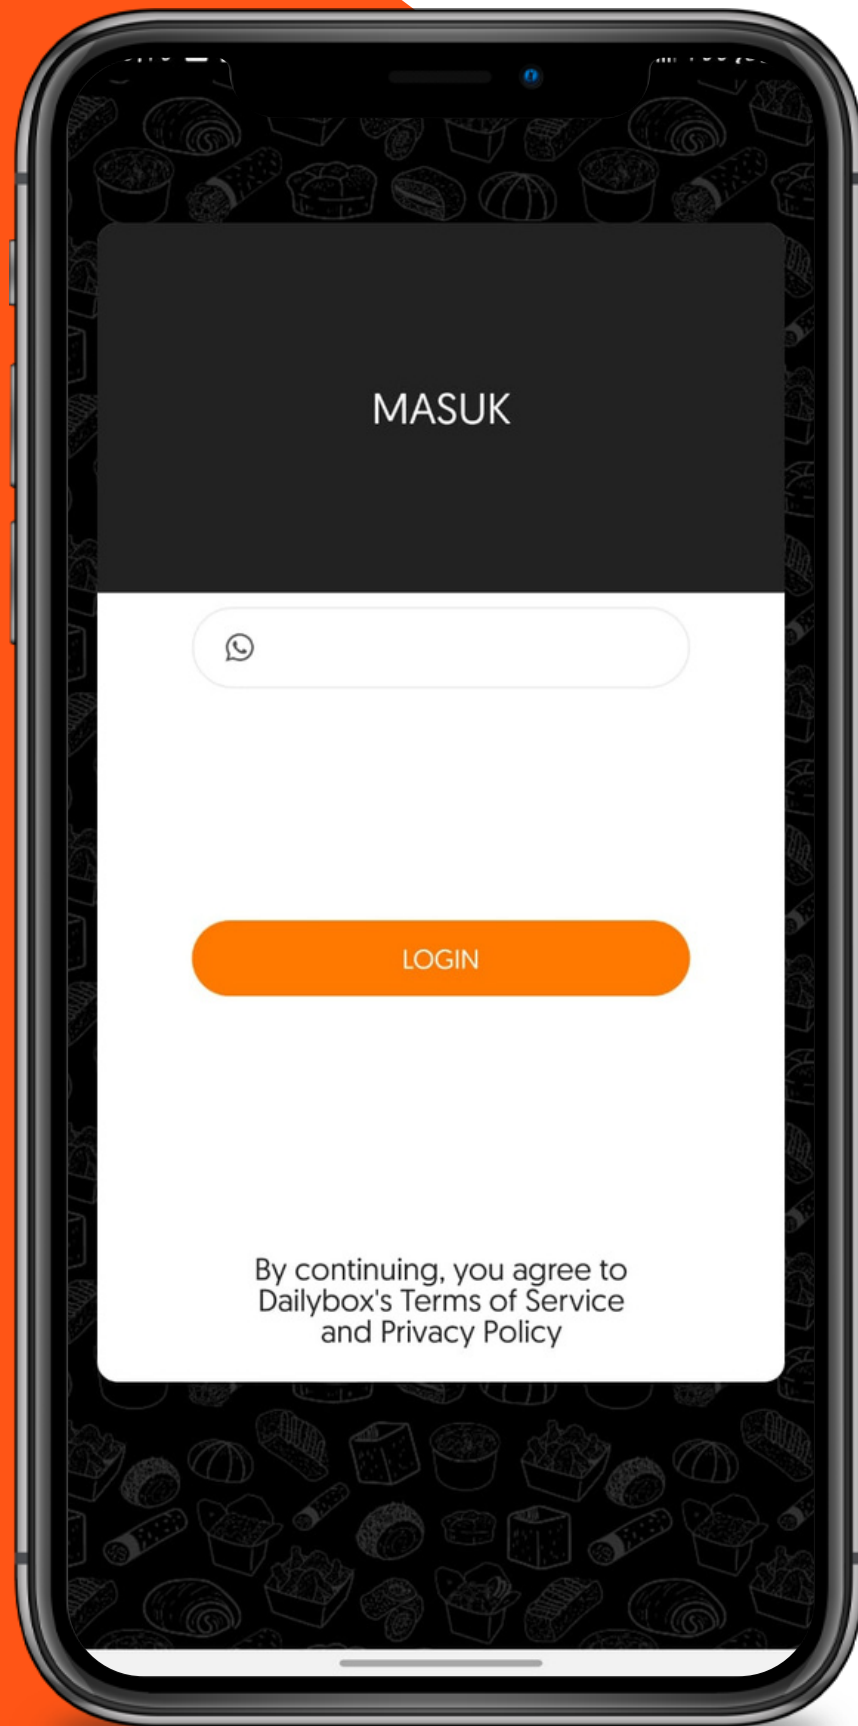 MASUK
LOGIN
By continuing, you agree to
Dailybox's Terms of Service
and Privacy Policy